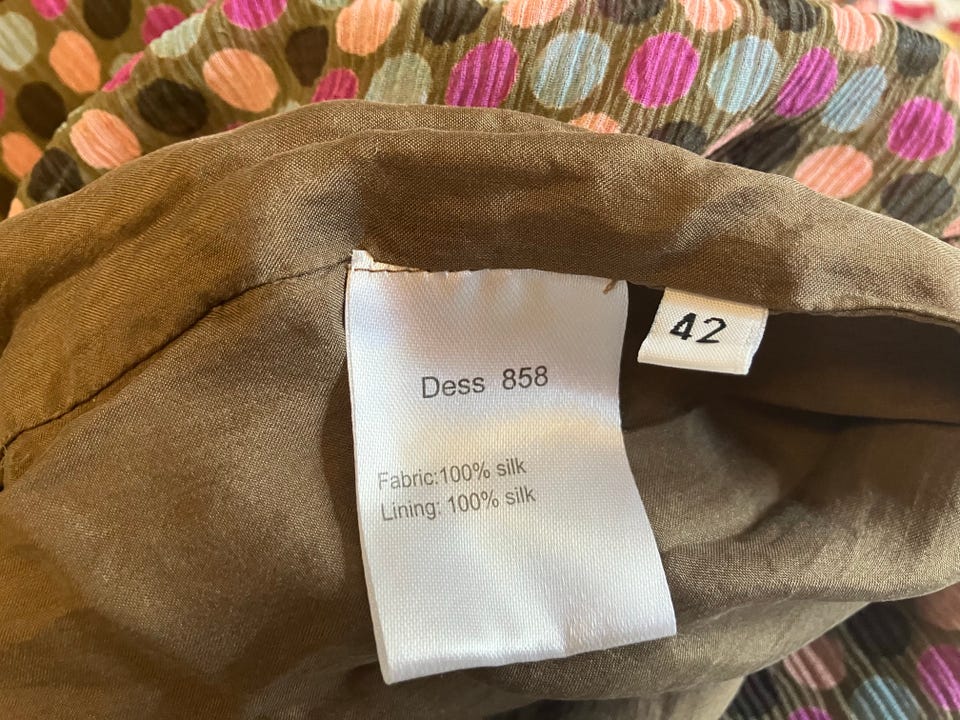 42
Dess 858
Fabric:100% silk
Lining: 100% silk